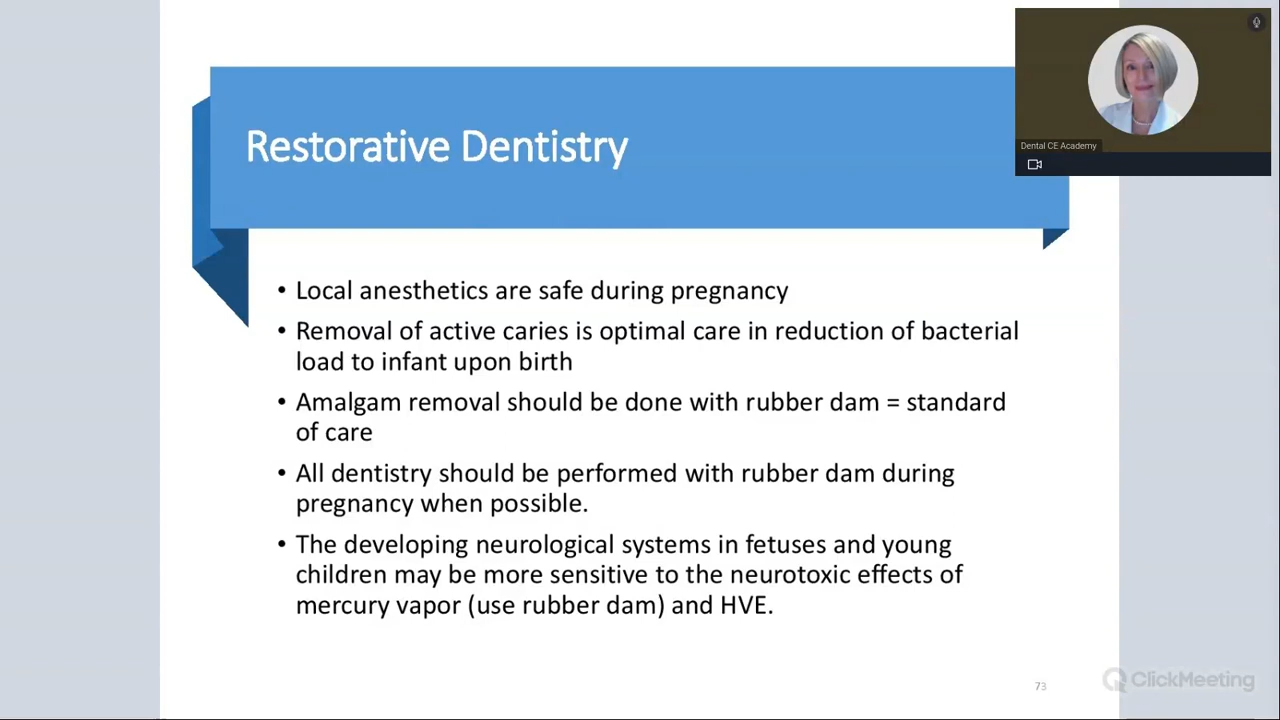 Dental CE Academy
Restorative Dentistry
• Local anesthetics are safe during pregnancy
• Removal of active caries is optimal care in reduction of bacterial
load to infant upon birth
• Amalgam removal should be done with rubber dam = standard
of care
• All dentistry should be performed with rubber dam during
pregnancy when possible.
• The developing neurological systems in fetuses and young
children may be more sensitive to the neurotoxic effects of
mercury vapor (use rubber dam) and HVE.
73
ClickMeeting